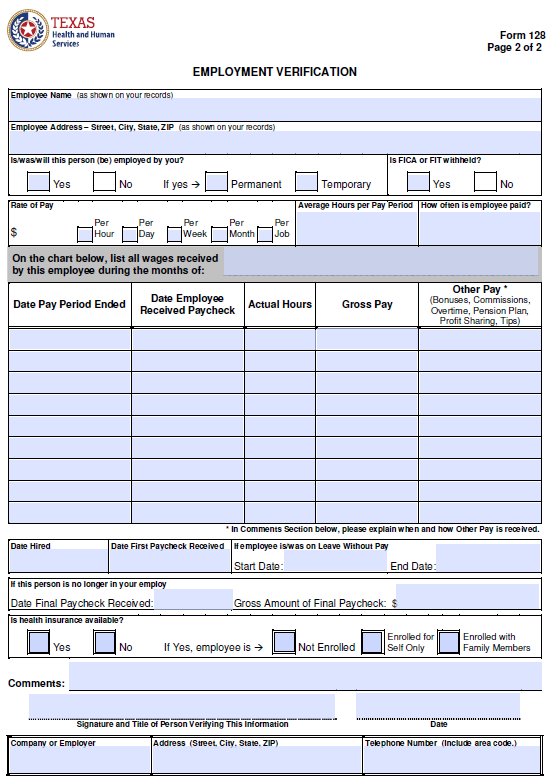 TEXAS
Health and Human
Services
Form 128
Page 2 of 2
EMPLOYMENT VERIFICATION
Employee Name (as shown on your records)
Employee Address – Street, City, State, ZIP (as shown on your records)
Is/was/will this person (be) employed by you?
Is FICA or FIT withheld?
Yes No If yes → Permanent Temporary Yes No
Rate of Pay
Average Hours per Pay Period
How often is employee paid?
$ Per Hour Per Day Per Week Per Month Per Job
On the chart below, list all wages received
by this employee during the months of:
Date Pay Period Ended
Date Employee
Received Paycheck
Actual Hours
Gross Pay
Other Pay *
(Bonuses, Commissions,
Overtime, Pension Plan,
Profit Sharing, Tips)
* In Comments Section below, please explain when and how Other Pay is received.
Date Hired
Date First Paycheck Received
If employee is/was on Leave Without Pay
Start Date: End Date:
If this person is no longer in your employ
Date Final Paycheck Received: Gross Amount of Final Paycheck: $
Is health insurance available?
Yes No If Yes, employee is → Not Enrolled Enrolled for Self Only Enrolled with Family Members
Comments:
Signature and Title of Person Verifying This Information
Date
Company or Employer
Address (Street, City, State, ZIP)
Telephone Number (Include area code.)